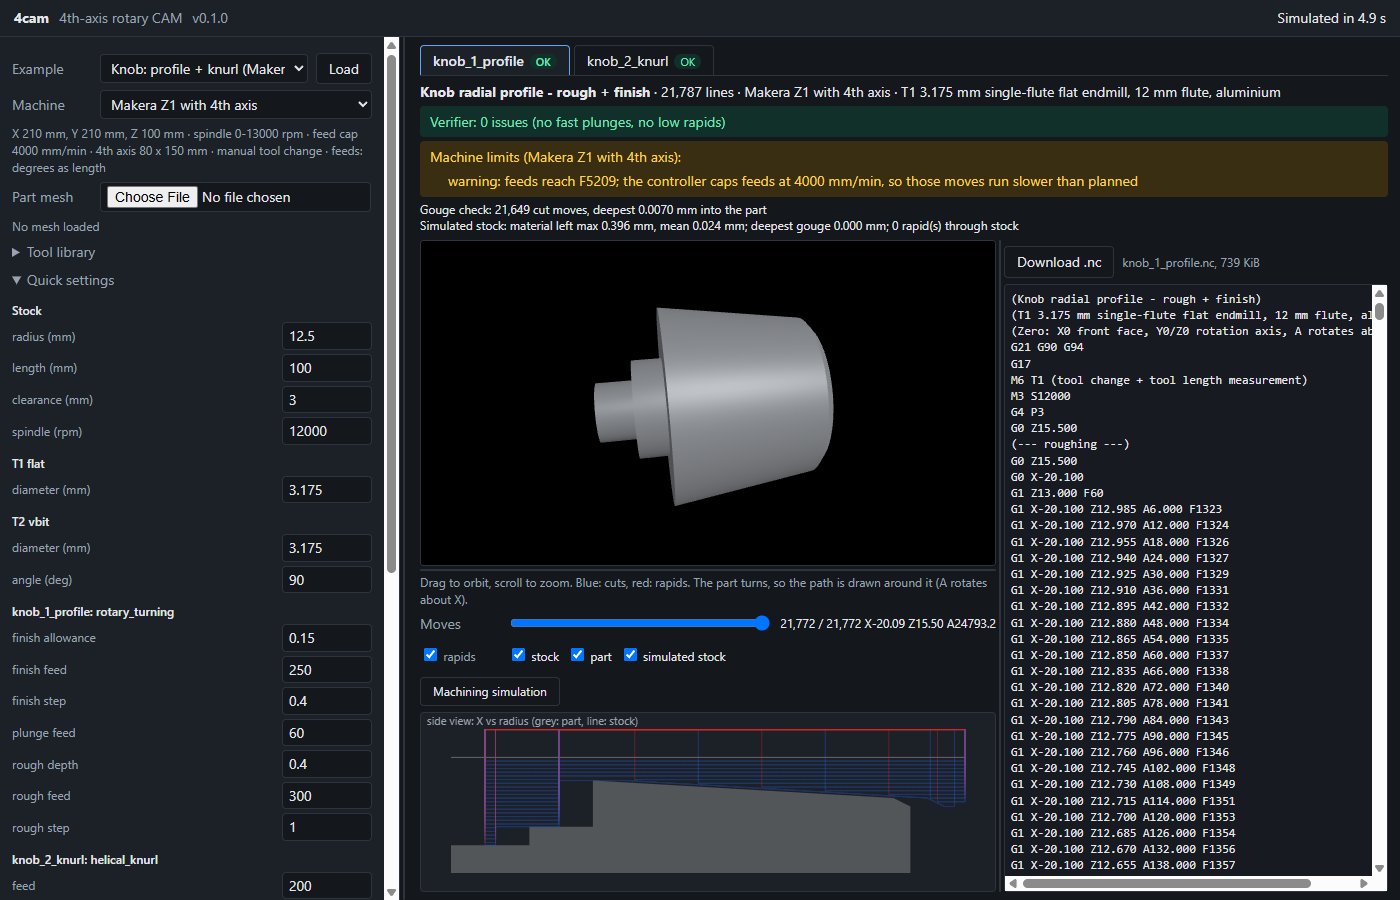 4cam 4th-axis rotary CAM v0.1.0
Simulated in 4.9 s
Example
Knob: profile + knurl (Maker
Load
Machine
Makera Z1 with 4th axis
X 210 mm, Y 210 mm, Z 100 mm · spindle 0-13000 rpm · feed cap
4000 mm/min · 4th axis 80 x 150 mm · manual tool change · feeds:
degrees as length
Part mesh
Choose File No file chosen
No mesh loaded
▶ Tool library
▼ Quick settings
Stock
radius (mm) 12.5
length (mm) 100
clearance (mm) 3
spindle (rpm) 12000
T1 flat
diameter (mm) 3.175
T2 vbit
diameter (mm) 3.175
angle (deg) 90
knob_1_profile: rotary_turning
finish allowance 0.15
finish feed 250
finish step 0.4
plunge feed 60
rough depth 0.4
rough feed 300
rough step 1
knob_2_knurl: helical_knurl
feed 200
knob_1_profile OK
knob_2_knurl OK
Knob radial profile - rough + finish · 21,787 lines · Makera Z1 with 4th axis · T1 3.175 mm single-flute flat endmill, 12 mm flute, aluminium
Verifier: 0 issues (no fast plunges, no low rapids)
Machine limits (Makera Z1 with 4th axis):
warning: feeds reach F5209; the controller caps feeds at 4000 mm/min, so those moves run slower than planned
Gouge check: 21,649 cut moves, deepest 0.0070 mm into the part
Simulated stock: material left max 0.396 mm, mean 0.024 mm; deepest gouge 0.000 mm; 0 rapid(s) through stock
Drag to orbit, scroll to zoom. Blue: cuts, red: rapids. The part turns, so the path is drawn around it (A rotates
about X).
Moves 21,772 / 21,772 X-20.09 Z15.50 A24793.2
rapids stock part simulated stock
Machining simulation
side view: X vs radius (grey: part, line: stock)
Download .nc
knob_1_profile.nc, 739 KiB
(Knob radial profile - rough + finish)
(T1 3.175 mm single-flute flat endmill, 12 mm flute, al
(Zero: X0 front face, Y0/Z0 rotation axis, A rotates ab
G21 G90 G94
G17
M6 T1 (tool change + tool length measurement)
M3 S12000
G4 P3
G0 Z15.500
(--- roughing ---)
G0 Z15.500
G0 X-20.100
G1 Z13.000 F60
G1 X-20.100 Z12.985 A6.000 F1323
G1 X-20.100 Z12.970 A12.000 F1324
G1 X-20.100 Z12.955 A18.000 F1326
G1 X-20.100 Z12.940 A24.000 F1327
G1 X-20.100 Z12.925 A30.000 F1329
G1 X-20.100 Z12.910 A36.000 F1331
G1 X-20.100 Z12.895 A42.000 F1332
G1 X-20.100 Z12.880 A48.000 F1334
G1 X-20.100 Z12.865 A54.000 F1335
G1 X-20.100 Z12.850 A60.000 F1337
G1 X-20.100 Z12.835 A66.000 F1338
G1 X-20.100 Z12.820 A72.000 F1340
G1 X-20.100 Z12.805 A78.000 F1341
G1 X-20.100 Z12.790 A84.000 F1343
G1 X-20.100 Z12.775 A90.000 F1345
G1 X-20.100 Z12.760 A96.000 F1346
G1 X-20.100 Z12.745 A102.000 F1348
G1 X-20.100 Z12.730 A108.000 F1349
G1 X-20.100 Z12.715 A114.000 F1351
G1 X-20.100 Z12.700 A120.000 F1353
G1 X-20.100 Z12.685 A126.000 F1354
G1 X-20.100 Z12.670 A132.000 F1356
G1 X-20.100 Z12.655 A138.000 F1357